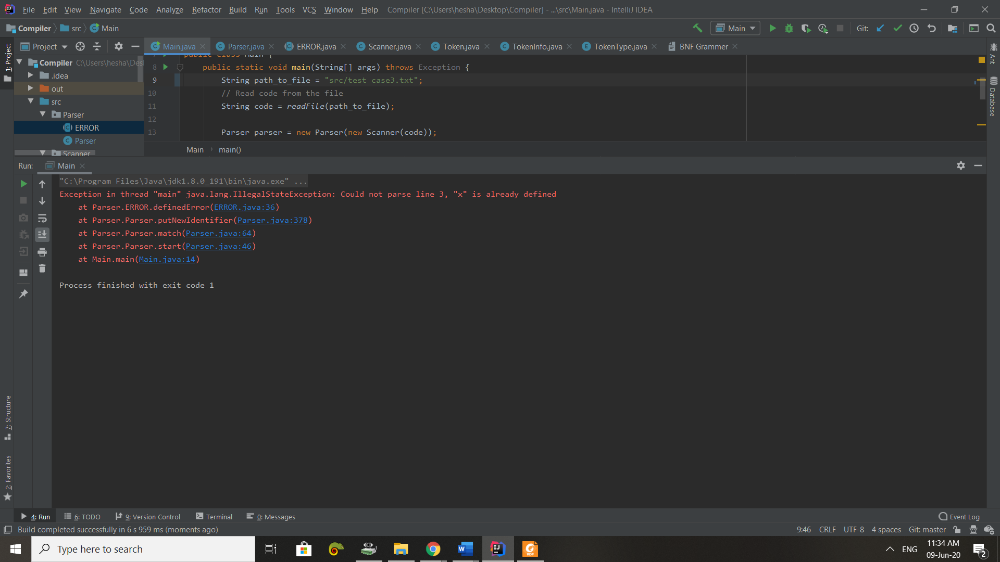 File Edit View Navigate Code Analyze Refactor Build Run Tools VCS Window Help Compiler [C:\Users\hesha\Desktop\Compiler] - ...\src\Main.java - IntelliJ IDEA
Compiler src Main
Main Git:
1: Project
Project
Main.java Parser.java ERROR.java Scanner.java Token.java TokenInfo.java TokenType.java BNF Grammer
Ant
Database
Compiler C:\Users\hesha\Des
.idea
out
src
Parser
ERROR
Parser
Scanner
public class Main {
8 public static void main(String[] args) throws Exception {
9 String path_to_file = "src/test case3.txt";
10 // Read code from the file
11 String code = readFile(path_to_file);
12
13 Parser parser = new Parser(new Scanner(code));
Main main()
Run: Main
"C:\Program Files\Java\jdk1.8.0_191\bin\java.exe" ...
Exception in thread "main" java.lang.IllegalStateException: Could not parse line 3, "x" is already defined
at Parser.ERROR.definedError(ERROR.java:36)
at Parser.Parser.putNewIdentifier(Parser.java:378)
at Parser.Parser.match(Parser.java:64)
at Parser.Parser.start(Parser.java:46)
at Main.main(Main.java:14)
Process finished with exit code 1
7: Structure
2: Favorites
4: Run 6: TODO 9: Version Control Terminal 0: Messages Event Log
Build completed successfully in 6 s 959 ms (moments ago) 9:46 CRLF UTF-8 4 spaces Git: master
Type here to search
ENG
11:34 AM
09-Jun-20
2